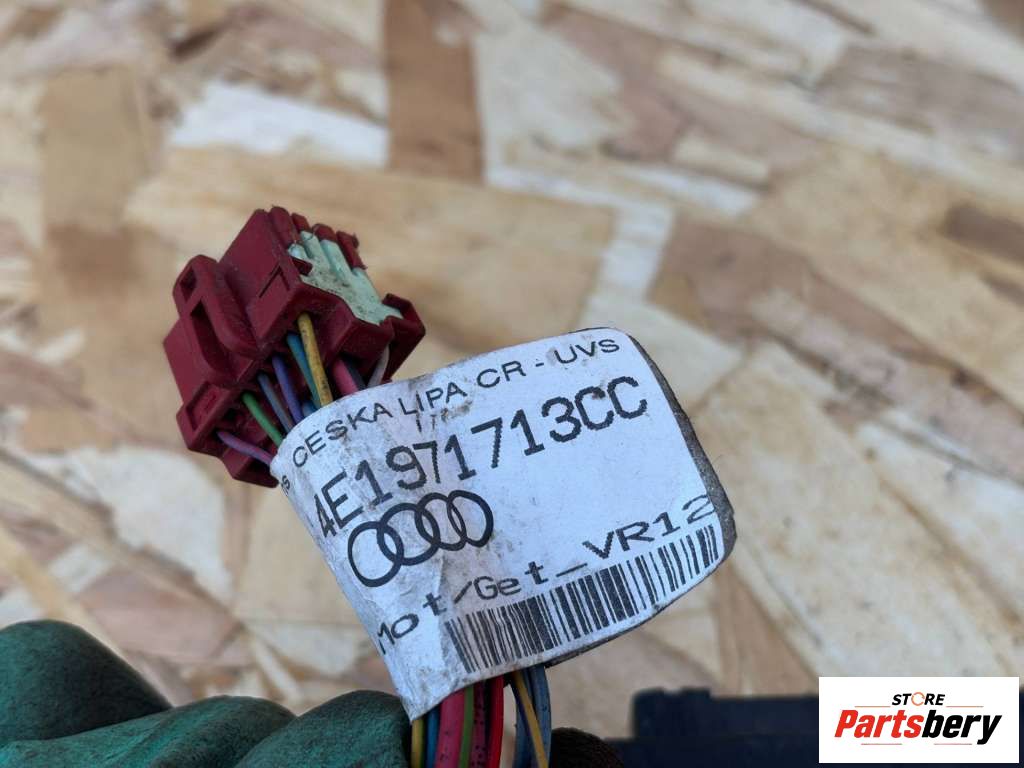 CESKA LIPA CR - UVS
4E1971713CC
Mot/Get_VR12
STORE
Partsbery